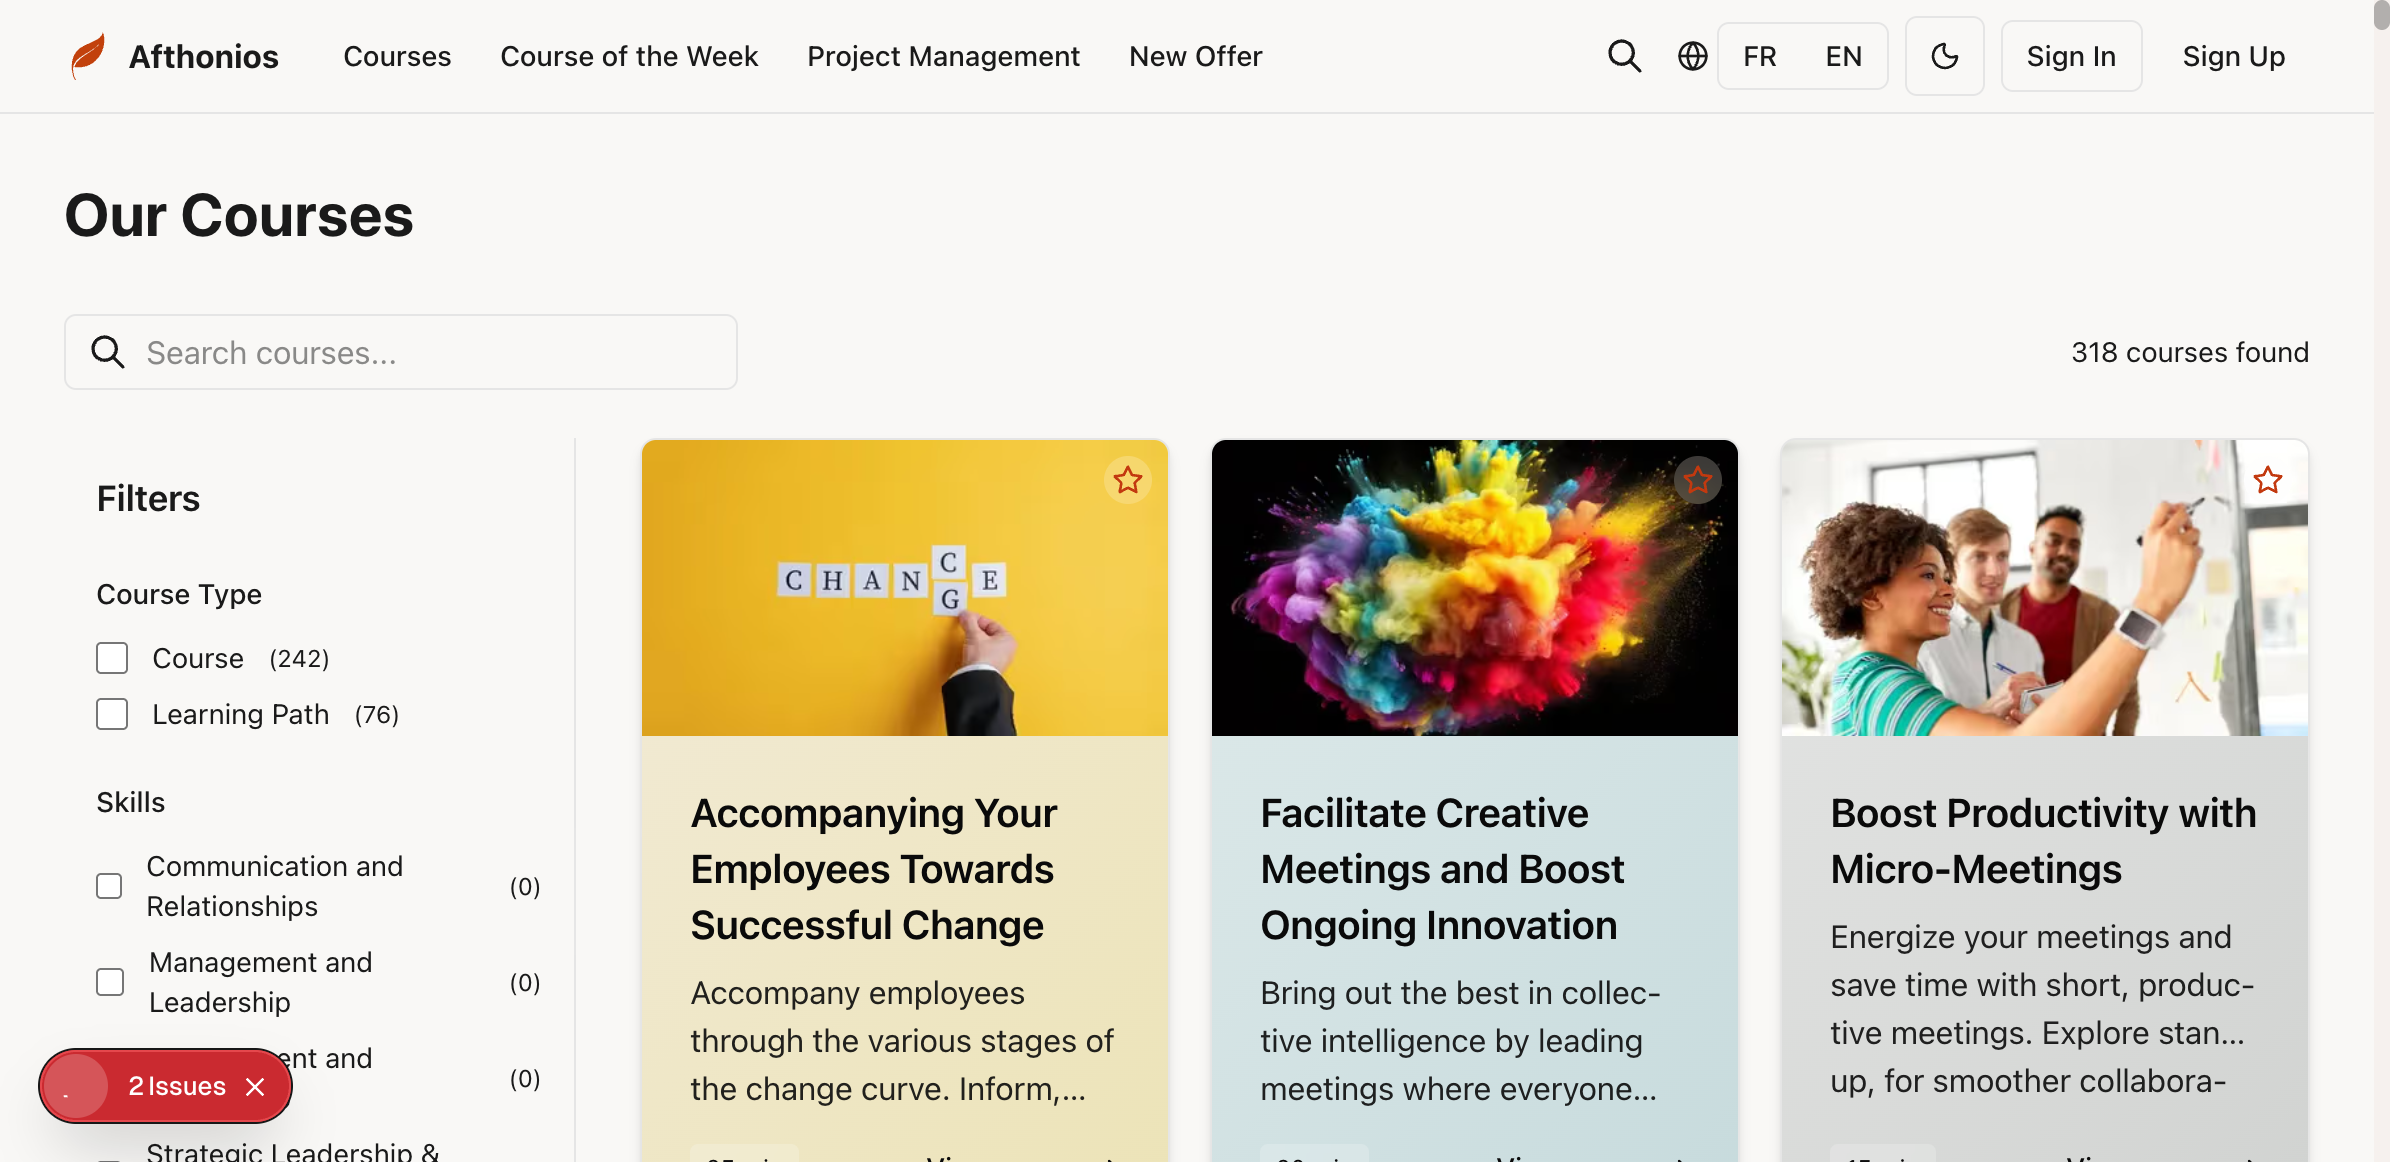 Afthonios
Courses
Course of the Week
Project Management
New Offer
FR
EN
Sign In
Sign Up
Our Courses
Search courses...
318 courses found
Filters
Course Type
Course (242)
Learning Path (76)
Skills
Communication and
Relationships
(0)
Management and
Leadership
(0)
and
(0)
Strategic Leadership &
2 Issues
CHANCE
G
Accompanying Your
Employees Towards
Successful Change
Accompany employees
through the various stages of
the change curve. Inform,...
Facilitate Creative
Meetings and Boost
Ongoing Innovation
Bring out the best in collec-
tive intelligence by leading
meetings where everyone...
Boost Productivity with
Micro-Meetings
Energize your meetings and
save time with short, produc-
tive meetings. Explore stan...
up, for smoother collabora-